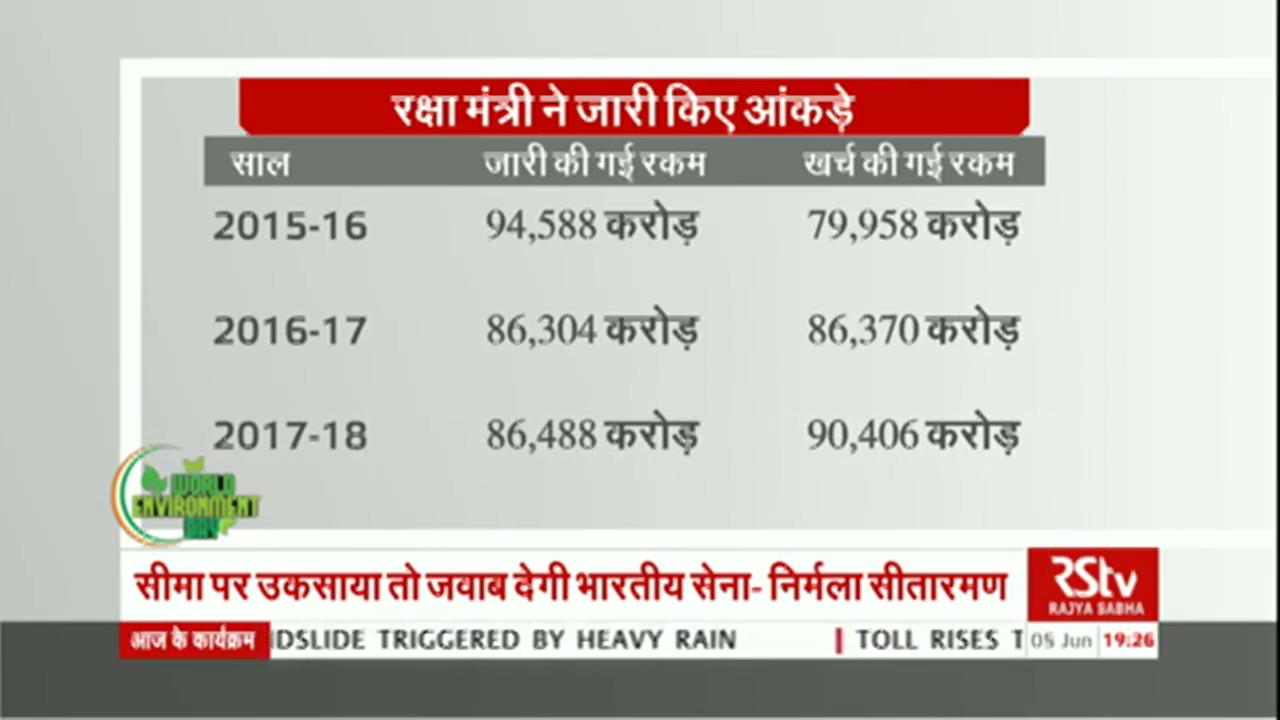 रक्षा मंत्री ने जारी किए आंकड़े
साल जारी की गई रकम खर्च की गई रकम
2015-16 94,588 करोड़ 79,958 करोड़
2016-17 86,304 करोड़ 86,370 करोड़
2017-18 86,488 करोड़ 90,406 करोड़
WORLD
ENVIRONMENT
DAY
सीमा पर उकसाया तो जवाब देगी भारतीय सेना- निर्मला सीतारमण
RStv
RAJYA SABHA
आज के कार्यक्रम NDSLIDE TRIGGERED BY HEAVY RAIN | TOLL RISES T 05 Jun 19:26